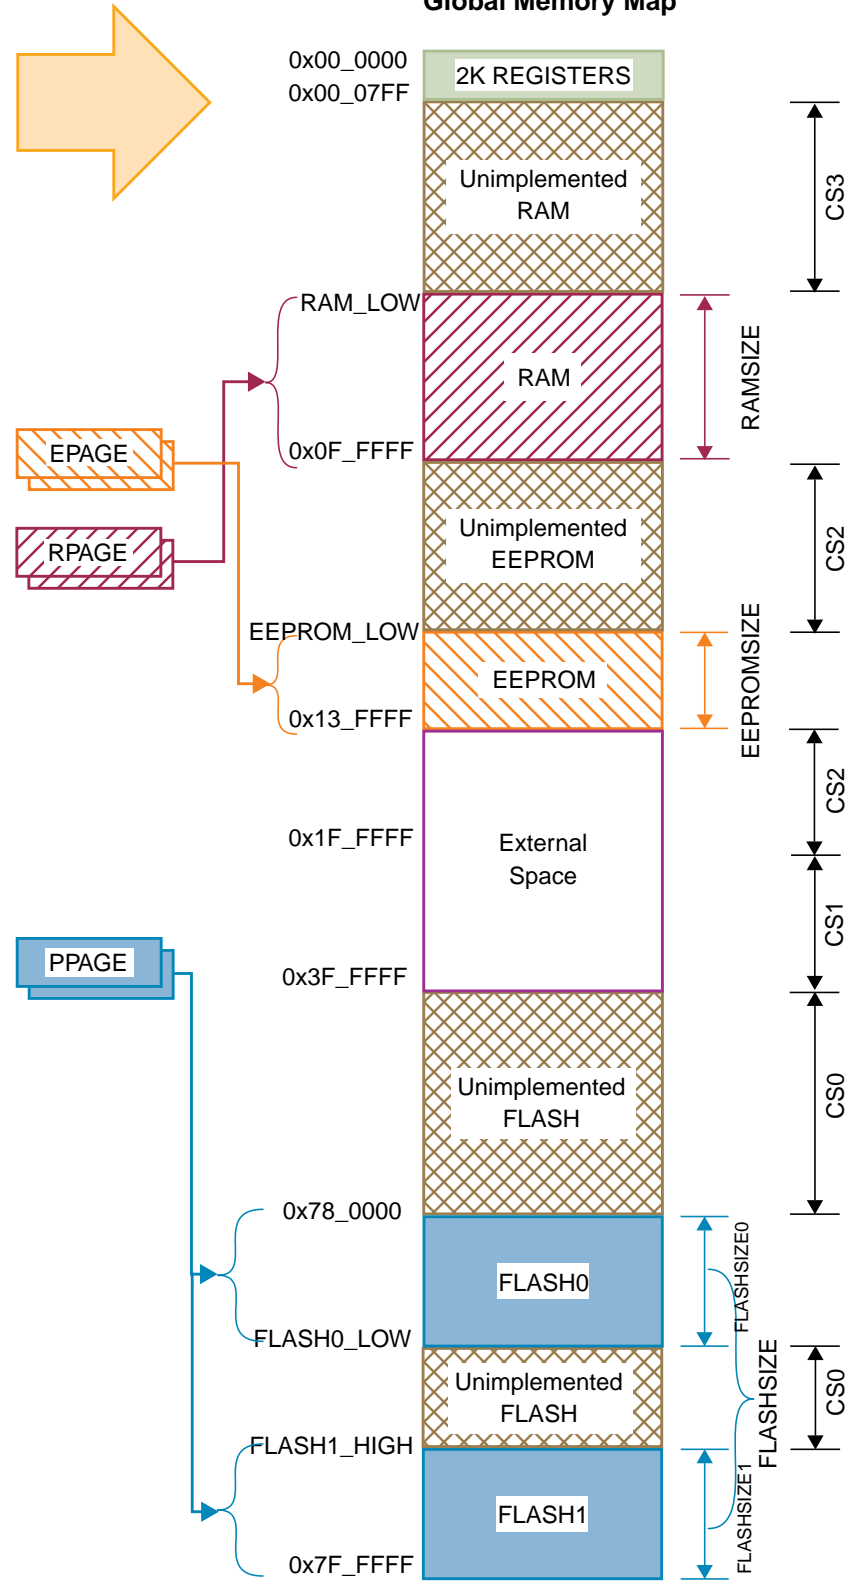 Global Memory Map
0x00_0000
2K REGISTERS
0x00_07FF
Unimplemented
RAM
CS3
RAM_LOW
RAM
RAMSIZE
0x0F_FFFF
EPAGE
RPAGE
Unimplemented
EEPROM
CS2
EEPROM_LOW
EEPROM
EEPROMSIZE
0x13_FFFF
CS2
0x1F_FFFF
External
Space
CS1
PPAGE
0x3F_FFFF
Unimplemented
FLASH
CS0
0x78_0000
FLASH0
FLASHSIZE0
FLASH0_LOW
Unimplemented
FLASH
FLASHSIZE
CS0
FLASH1_HIGH
FLASH1
FLASHSIZE1
0x7F_FFFF